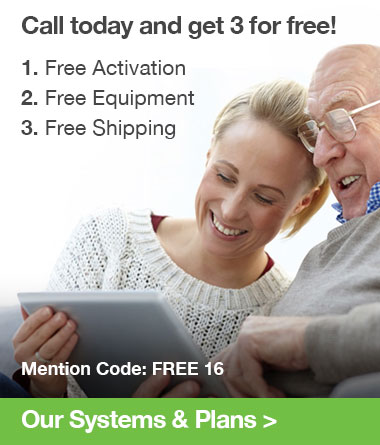 Call today and get 3 for free!
1. Free Activation
2. Free Equipment
3. Free Shipping
Mention Code: FREE 16
Our Systems & Plans >